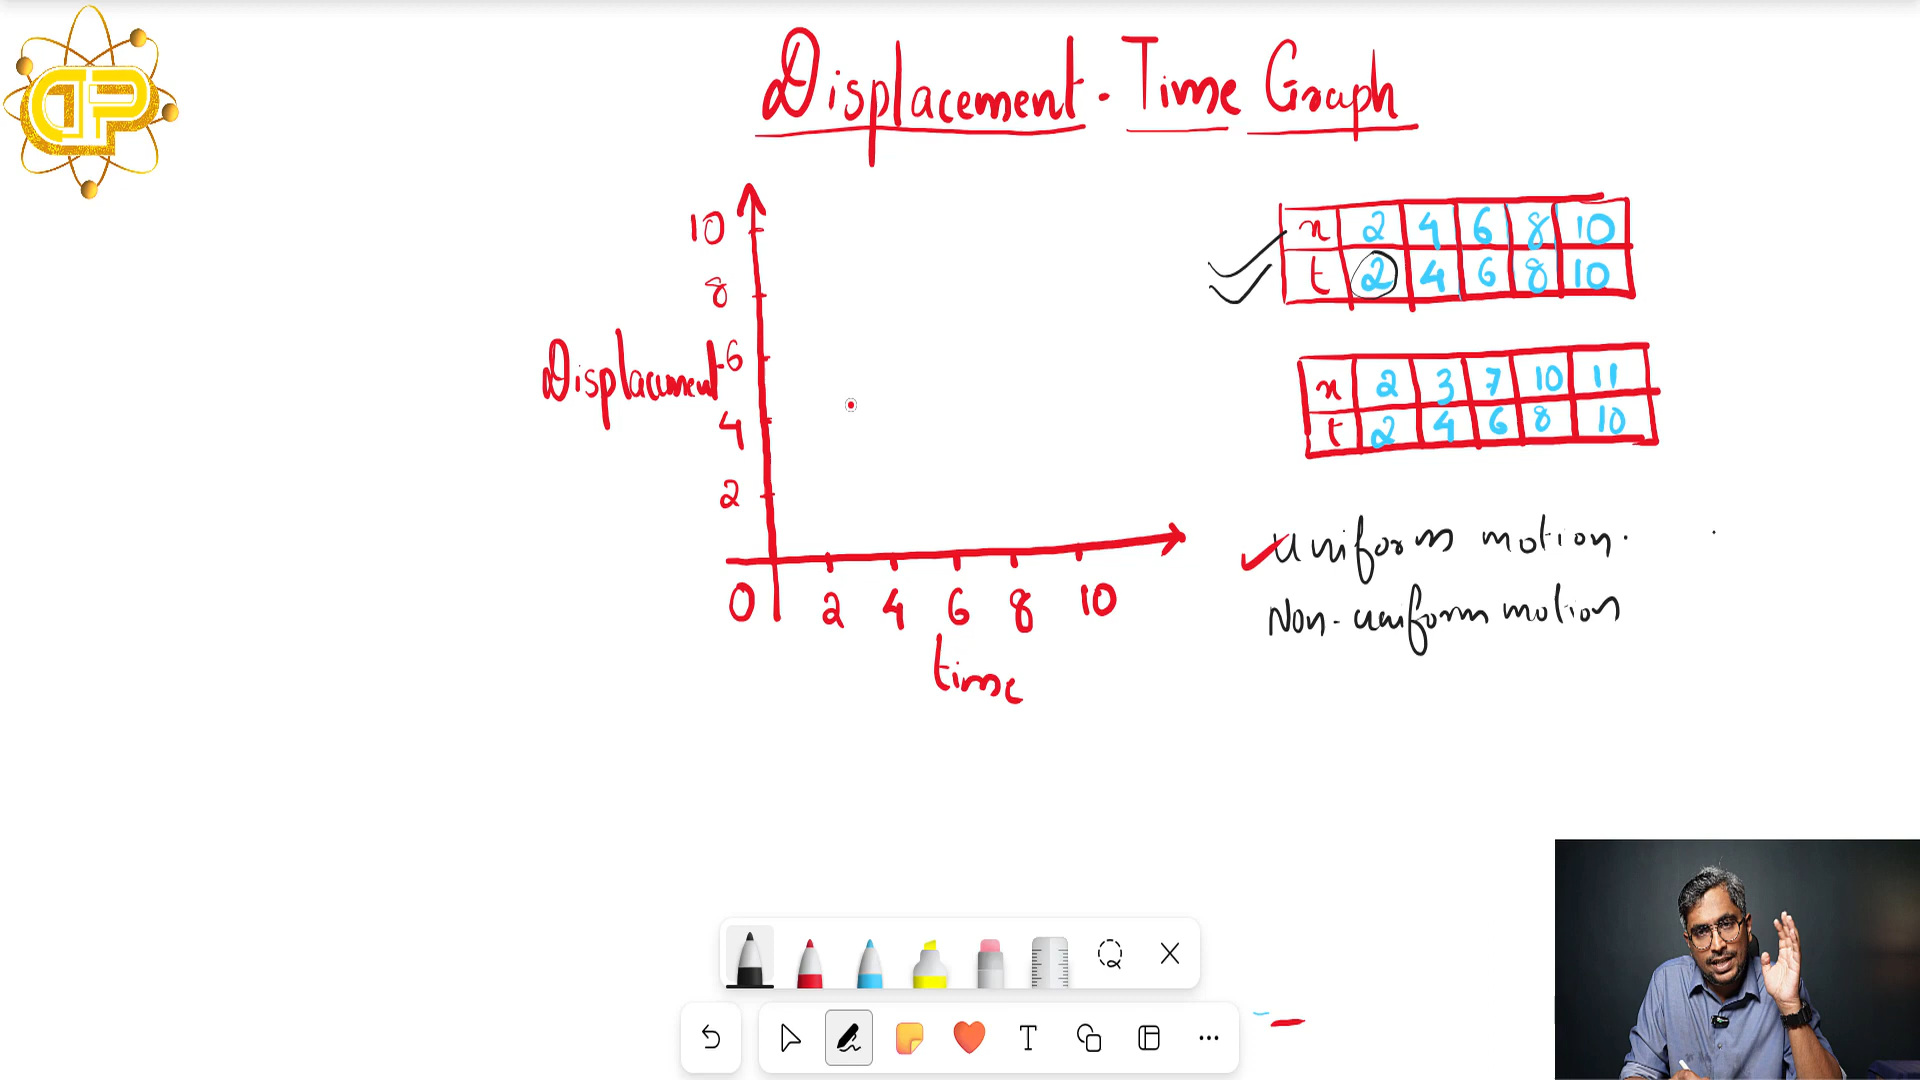 DP
Displacement - Time Graph
10
8
6
4
2
Displacement
0 2 4 6 8 10
time
x 2 4 6 8 10
t 2 4 6 8 10
x 2 3 7 10 11
t 2 4 6 8 10
Uniform motion.
Non-uniform motion
T